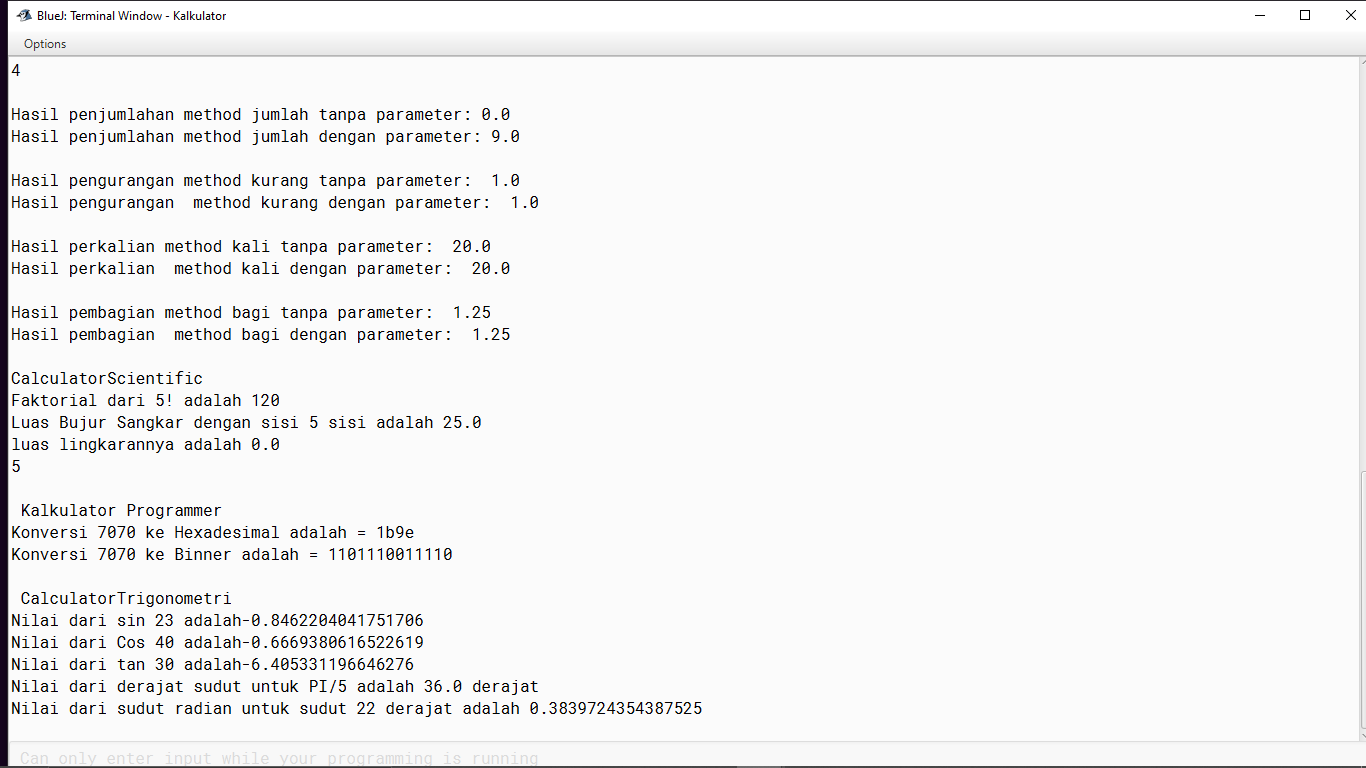 BlueJ: Terminal Window - Kalkulator
Options
4
Hasil penjumlahan method jumlah tanpa parameter: 0.0
Hasil penjumlahan method jumlah dengan parameter: 9.0
Hasil pengurangan method kurang tanpa parameter:  1.0
Hasil pengurangan  method kurang dengan parameter:  1.0
Hasil perkalian method kali tanpa parameter:  20.0
Hasil perkalian  method kali dengan parameter:  20.0
Hasil pembagian method bagi tanpa parameter:  1.25
Hasil pembagian  method bagi dengan parameter:  1.25
CalculatorScientific
Faktorial dari 5! adalah 120
Luas Bujur Sangkar dengan sisi 5 sisi adalah 25.0
luas lingkarannya adalah 0.0
5
Kalkulator Programmer
Konversi 7070 ke Hexadesimal adalah = 1b9e
Konversi 7070 ke Binner adalah = 1101110011110
CalculatorTrigonometri
Nilai dari sin 23 adalah-0.8462204041751706
Nilai dari Cos 40 adalah-0.6669380616522619
Nilai dari tan 30 adalah-6.405331196646276
Nilai dari derajat sudut untuk PI/5 adalah 36.0 derajat
Nilai dari sudut radian untuk sudut 22 derajat adalah 0.3839724354387525
Can only enter input while your programming is running